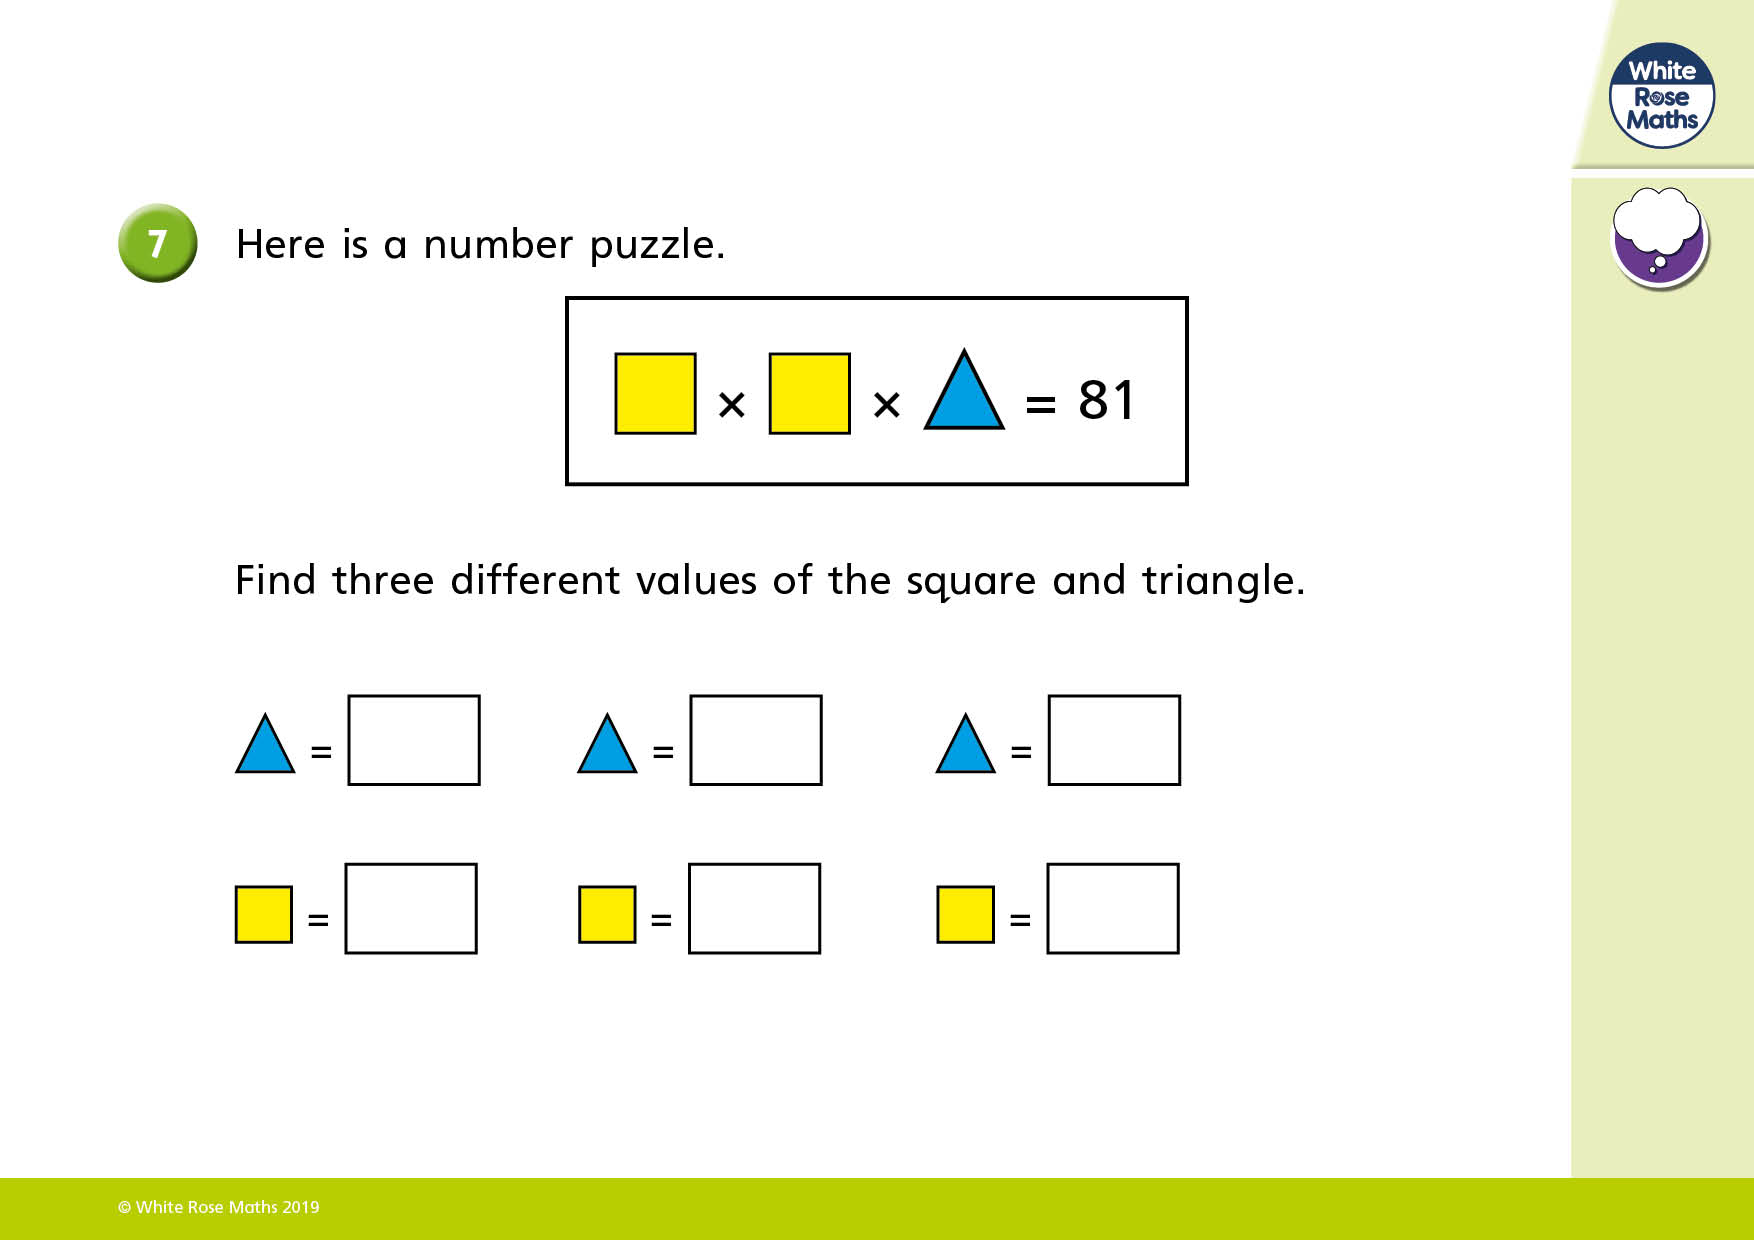 White
Rose
Maths
7 Here is a number puzzle.
× × = 81
Find three different values of the square and triangle.
= = =
= = =
© White Rose Maths 2019